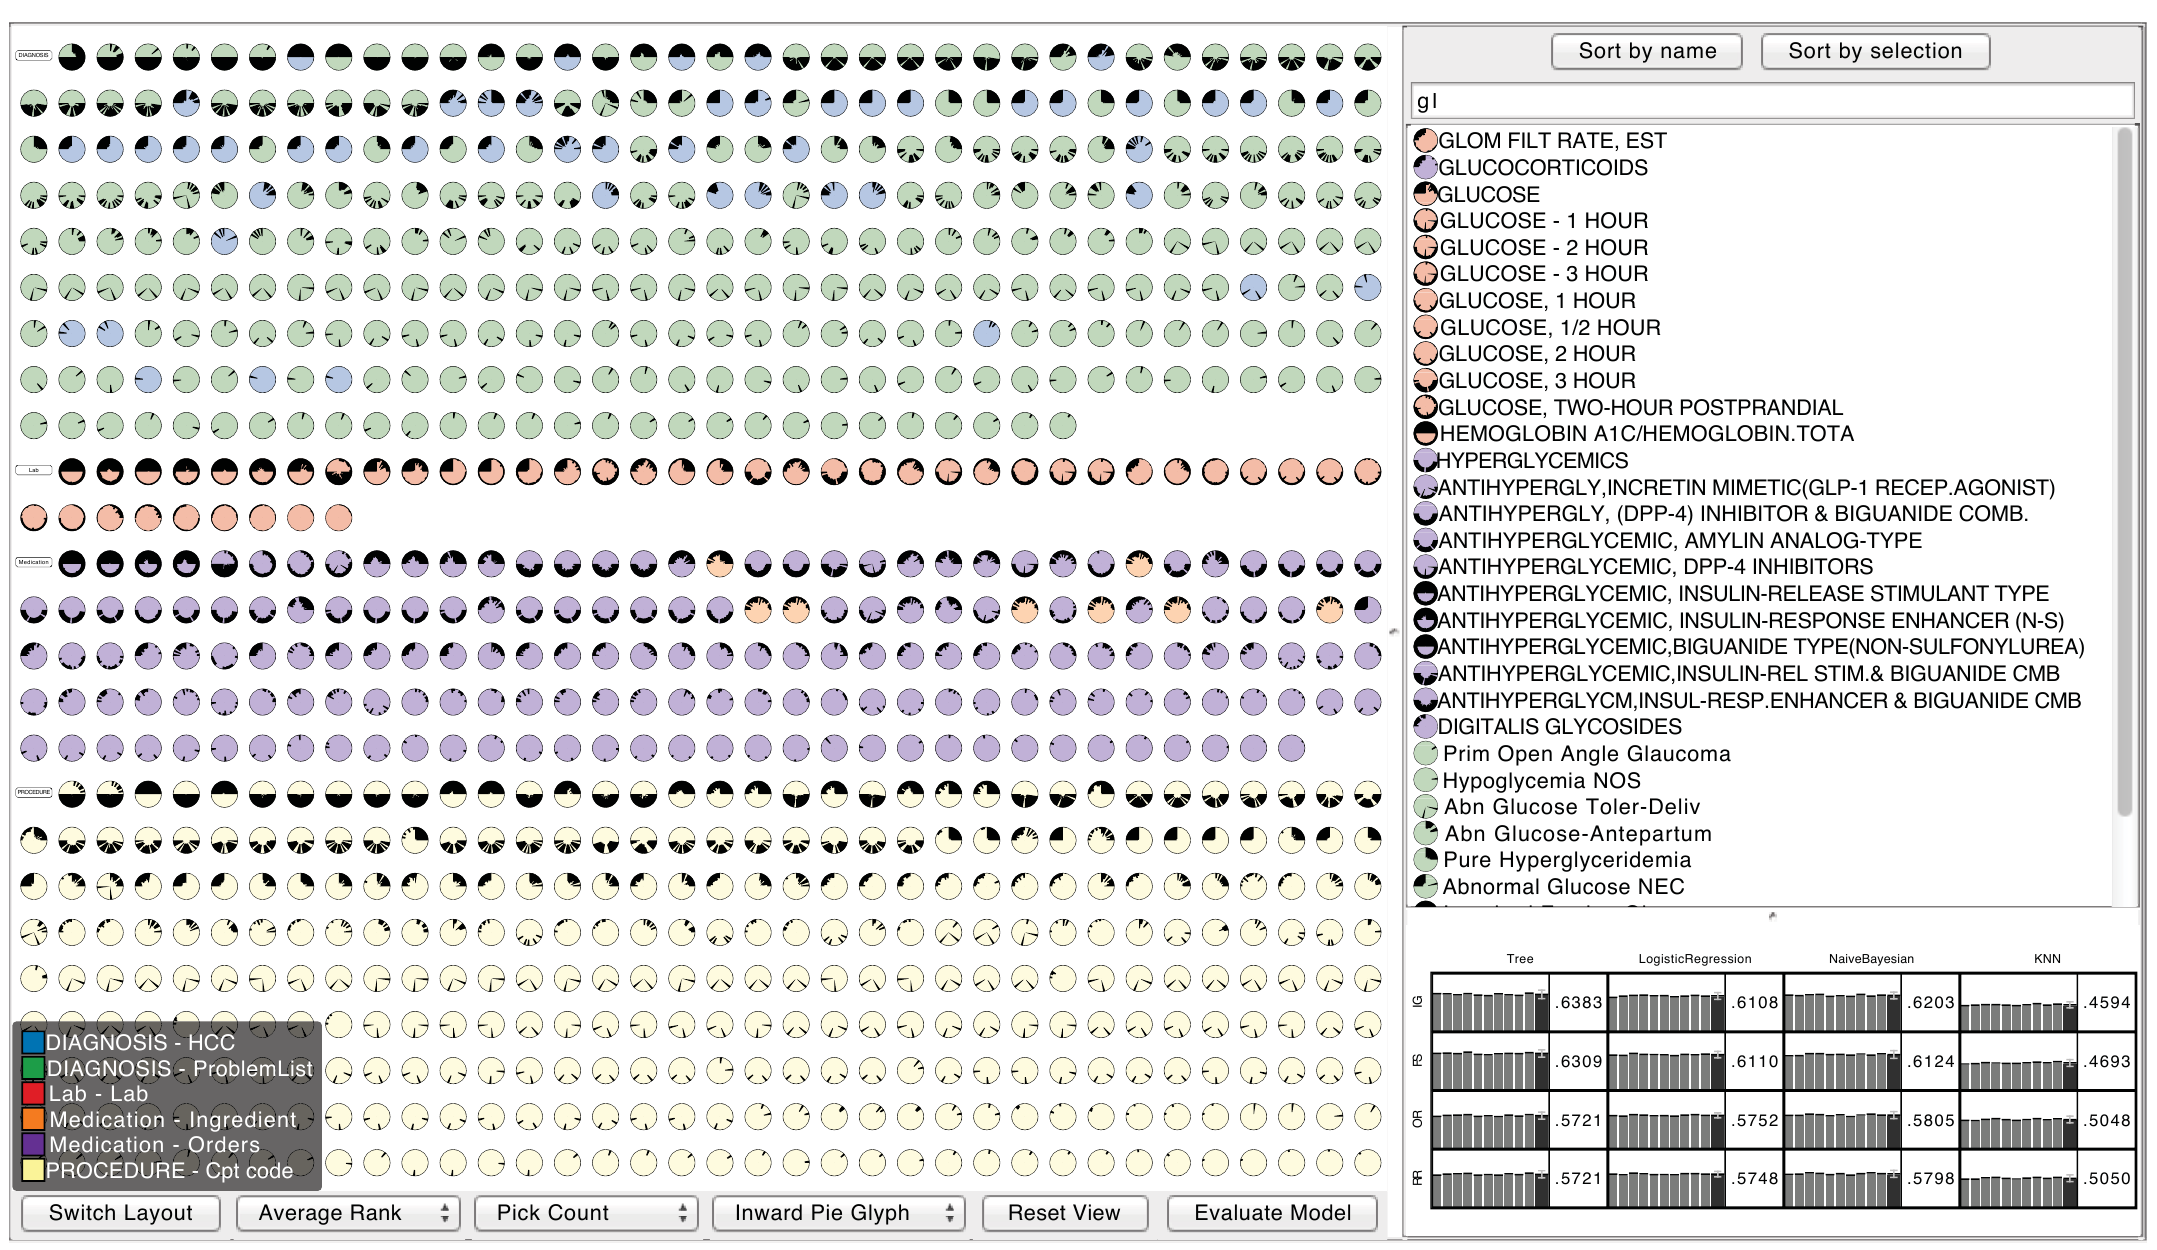 DIAGNOSIS
Lab
Medication
PROCEDURE
DIAGNOSIS - HCC
DIAGNOSIS - ProblemList
Lab - Lab
Medication - Ingredient
Medication - Orders
PROCEDURE - Cpt code
Switch Layout
Average Rank
Pick Count
Inward Pie Glyph
Reset View
Evaluate Model
Sort by name
Sort by selection
gl
GLOM FILT RATE, EST
GLUCOCORTICOIDS
GLUCOSE
GLUCOSE - 1 HOUR
GLUCOSE - 2 HOUR
GLUCOSE - 3 HOUR
GLUCOSE, 1 HOUR
GLUCOSE, 1/2 HOUR
GLUCOSE, 2 HOUR
GLUCOSE, 3 HOUR
GLUCOSE, TWO-HOUR POSTPRANDIAL
HEMOGLOBIN A1C/HEMOGLOBIN.TOTA
HYPERGLYCEMICS
ANTIHYPERGLY,INCRETIN MIMETIC(GLP-1 RECEP.AGONIST)
ANTIHYPERGLY, (DPP-4) INHIBITOR & BIGUANIDE COMB.
ANTIHYPERGLYCEMIC, AMYLIN ANALOG-TYPE
ANTIHYPERGLYCEMIC, DPP-4 INHIBITORS
ANTIHYPERGLYCEMIC, INSULIN-RELEASE STIMULANT TYPE
ANTIHYPERGLYCEMIC, INSULIN-RESPONSE ENHANCER (N-S)
ANTIHYPERGLYCEMIC,BIGUANIDE TYPE(NON-SULFONYLUREA)
ANTIHYPERGLYCEMIC,INSULIN-REL STIM.& BIGUANIDE CMB
ANTIHYPERGLYCM,INSUL-RESP.ENHANCER & BIGUANIDE CMB
DIGITALIS GLYCOSIDES
Prim Open Angle Glaucoma
Hypoglycemia NOS
Abn Glucose Toler-Deliv
Abn Glucose-Antepartum
Pure Hyperglyceridemia
Abnormal Glucose NEC
Tree LogisticRegression NaiveBayesian KNN
IG .6383 .6108 .6203 .4594
FS .6309 .6110 .6124 .4693
OR .5721 .5752 .5805 .5048
RR .5721 .5748 .5798 .5050